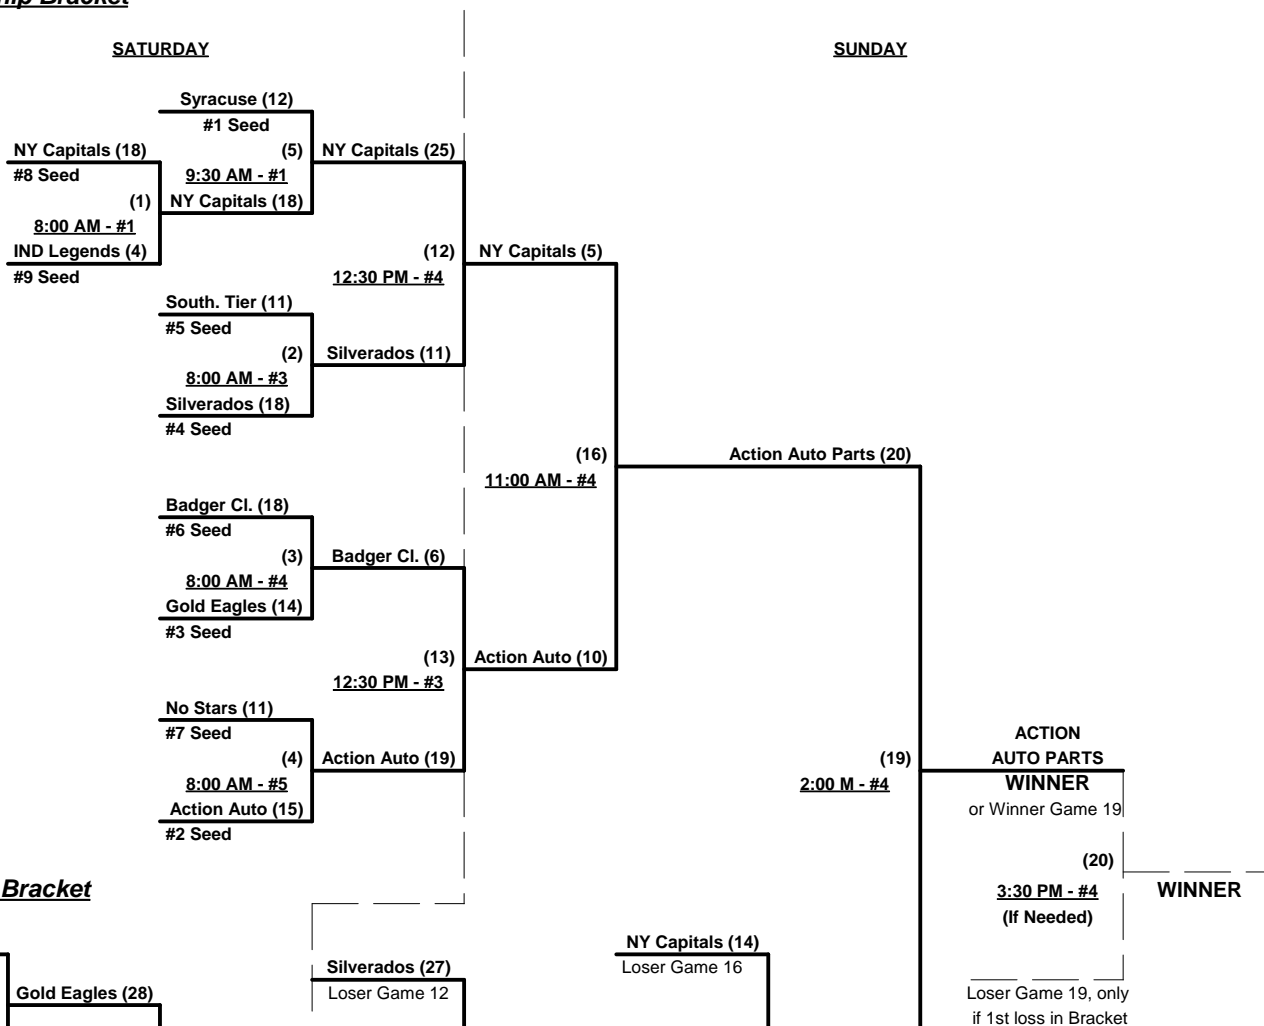 hip Bracket
SATURDAY
SUNDAY
Syracuse (12)
#1 Seed
NY Capitals (18)
(5)
NY Capitals (25)
#8 Seed
9:30 AM - #1
(1)
NY Capitals (18)
8:00 AM - #1
IND Legends (4)
(12)
NY Capitals (5)
#9 Seed
12:30 PM - #4
South. Tier (11)
#5 Seed
(2)
Silverados (11)
8:00 AM - #3
Silverados (18)
#4 Seed
(16)
Action Auto Parts (20)
11:00 AM - #4
Badger Cl. (18)
#6 Seed
(3)
Badger Cl. (6)
8:00 AM - #4
Gold Eagles (14)
#3 Seed
(13)
Action Auto (10)
12:30 PM - #3
No Stars (11)
#7 Seed
ACTION
(4)
Action Auto (19)
(19)
AUTO PARTS
8:00 AM - #5
2:00 M - #4
WINNER
Action Auto (15)
or Winner Game 19
#2 Seed
(20)
Bracket
3:30 PM - #4
WINNER
(If Needed)
NY Capitals (14)
Silverados (27)
Loser Game 16
Gold Eagles (28)
Loser Game 12
Loser Game 19, only
if 1st loss in Bracket